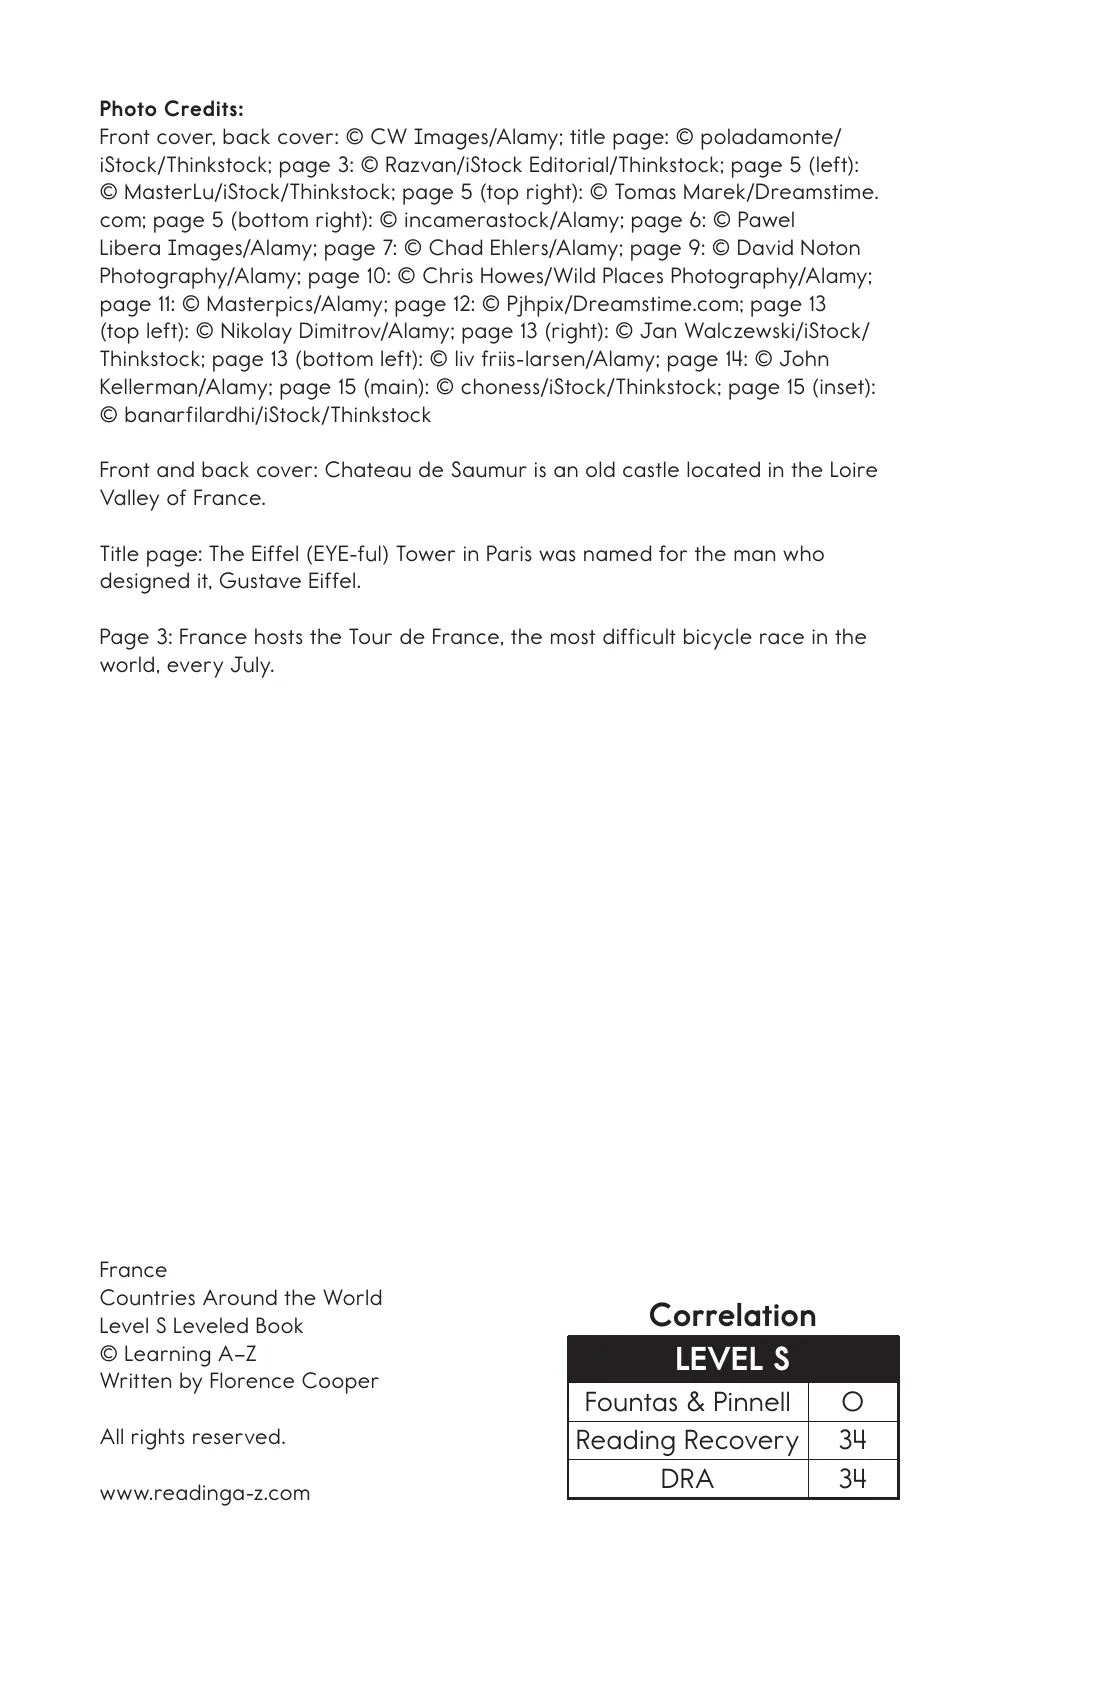 Photo Credits:
Front cover, back cover: © CW Images/Alamy; title page: © poladamonte/
iStock/Thinkstock; page 3: © Razvan/iStock Editorial/Thinkstock; page 5 (left):
© MasterLu/iStock/Thinkstock; page 5 (top right): © Tomas Marek/Dreamstime.
com; page 5 (bottom right): © incamerastock/Alamy; page 6: © Pawel
Libera Images/Alamy; page 7: © Chad Ehlers/Alamy; page 9: © David Noton
Photography/Alamy; page 10: © Chris Howes/Wild Places Photography/Alamy;
page 11: © Masterpics/Alamy; page 12: © Pjhpix/Dreamstime.com; page 13
(top left): © Nikolay Dimitrov/Alamy; page 13 (right): © Jan Walczewski/iStock/
Thinkstock; page 13 (bottom left): © liv friis-larsen/Alamy; page 14: © John
Kellerman/Alamy; page 15 (main): © choness/iStock/Thinkstock; page 15 (inset):
© banarfilardhi/iStock/Thinkstock
Front and back cover: Chateau de Saumur is an old castle located in the Loire
Valley of France.
Title page: The Eiffel (EYE-ful) Tower in Paris was named for the man who
designed it, Gustave Eiffel.
Page 3: France hosts the Tour de France, the most difficult bicycle race in the
world, every July.
France
Countries Around the World
Level S Leveled Book
© Learning A–Z
Written by Florence Cooper
All rights reserved.
www.readinga-z.com
Correlation
LEVEL S
Fountas & Pinnell O
Reading Recovery 34
DRA 34